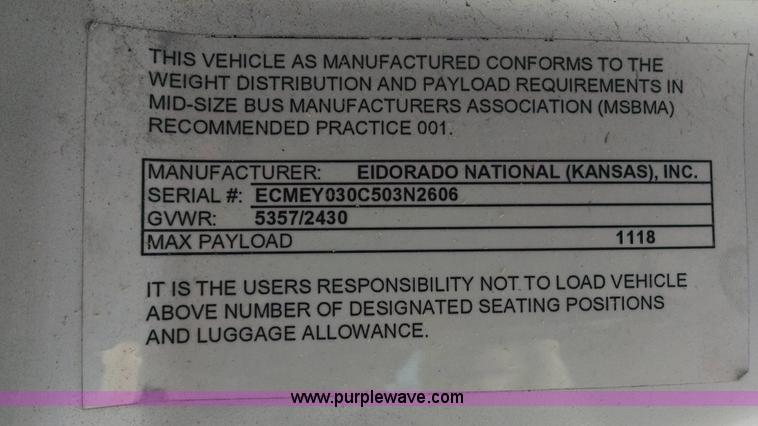 THIS VEHICLE AS MANUFACTURED CONFORMS TO THE
WEIGHT DISTRIBUTION AND PAYLOAD REQUIREMENTS IN
MID-SIZE BUS MANUFACTURERS ASSOCIATION (MSBMA)
RECOMMENDED PRACTICE 001.
MANUFACTURER: EIDORADO NATIONAL (KANSAS), INC.
SERIAL #: ECMEY030C503N2606
GVWR: 5357/2430
MAX PAYLOAD 1118
IT IS THE USERS RESPONSIBILITY NOT TO LOAD VEHICLE
ABOVE NUMBER OF DESIGNATED SEATING POSITIONS
AND LUGGAGE ALLOWANCE.
www.purplewave.com